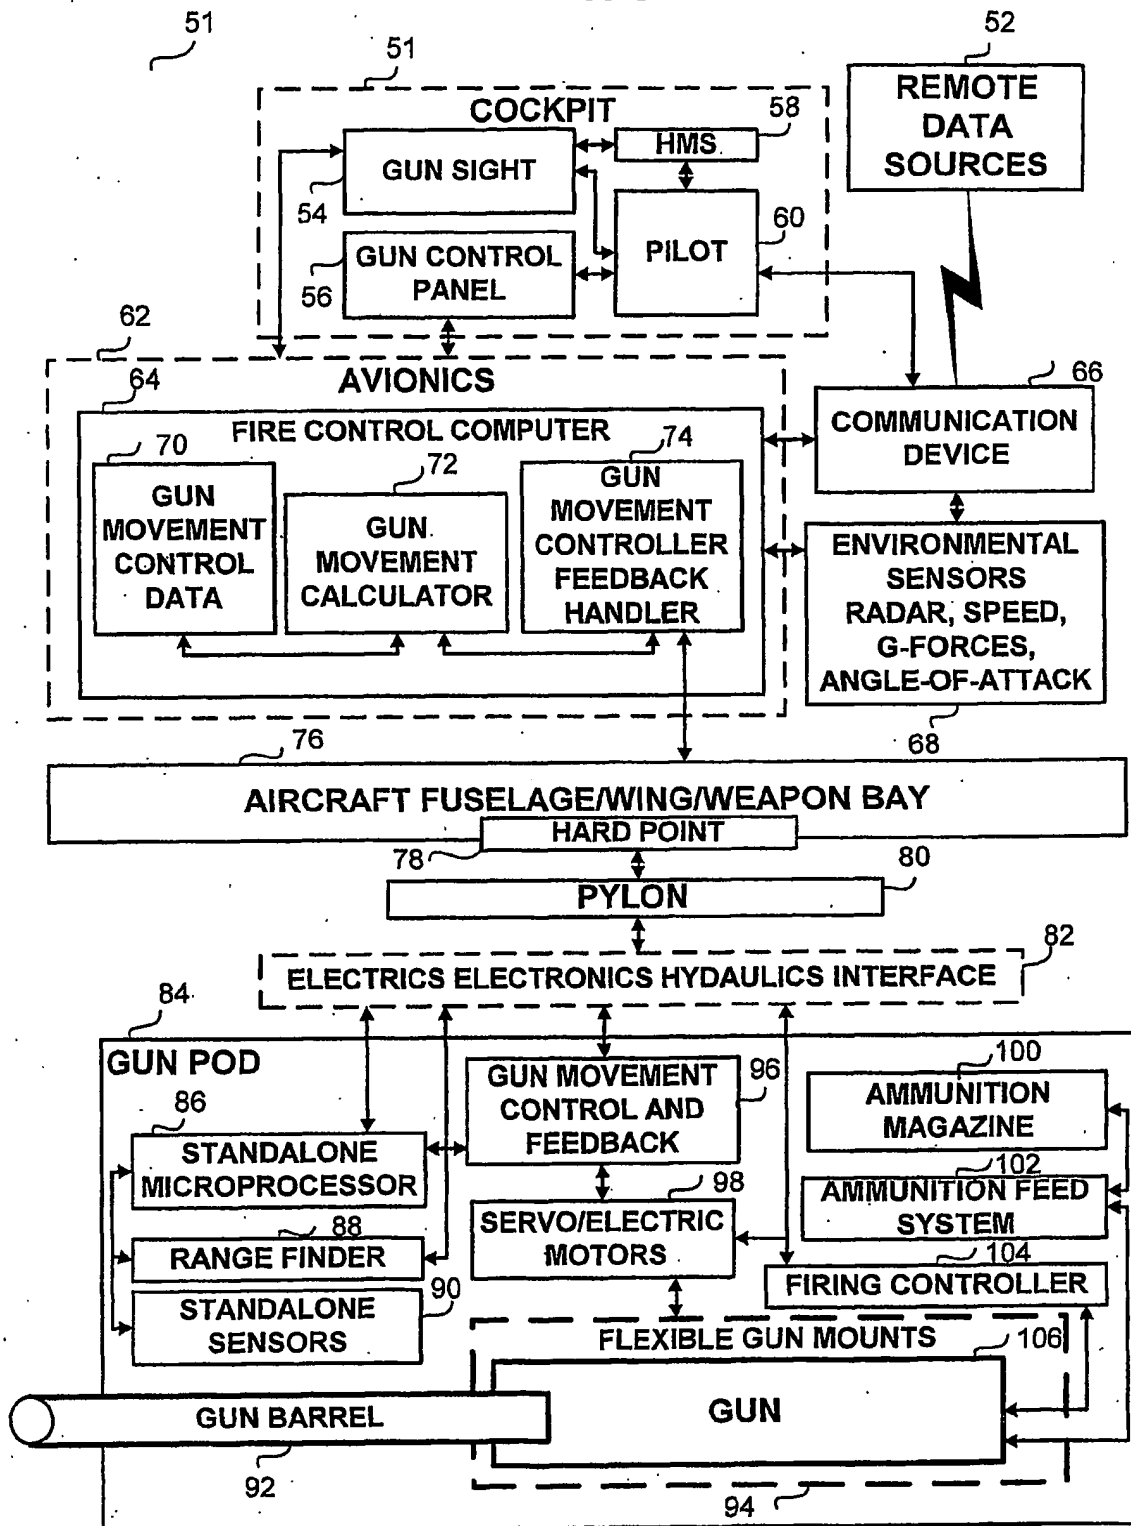 51
51
52
COCKPIT
REMOTE
DATA
SOURCES
58
HMS
GUN SIGHT
54
60
PILOT
GUN CONTROL
PANEL
56
62
AVIONICS
64
66
COMMUNICATION
DEVICE
FIRE CONTROL COMPUTER
70
72
74
GUN
MOVEMENT
CONTROL
DATA
GUN
MOVEMENT
CALCULATOR
GUN
MOVEMENT
CONTROLLER
FEEDBACK
HANDLER
ENVIRONMENTAL
SENSORS
RADAR, SPEED,
G-FORCES,
ANGLE-OF-ATTACK
68
76
AIRCRAFT FUSELAGE/WING/WEAPON BAY
HARD POINT
78
80
PYLON
82
ELECTRICS ELECTRONICS HYDAULICS INTERFACE
84
GUN POD
86
STANDALONE
MICROPROCESSOR
88
RANGE FINDER
90
STANDALONE
SENSORS
96
GUN MOVEMENT
CONTROL AND
FEEDBACK
98
SERVO/ELECTRIC
MOTORS
100
AMMUNITION
MAGAZINE
102
AMMUNITION FEED
SYSTEM
104
FIRING CONTROLLER
FLEXIBLE GUN MOUNTS
106
GUN
GUN BARREL
92
94